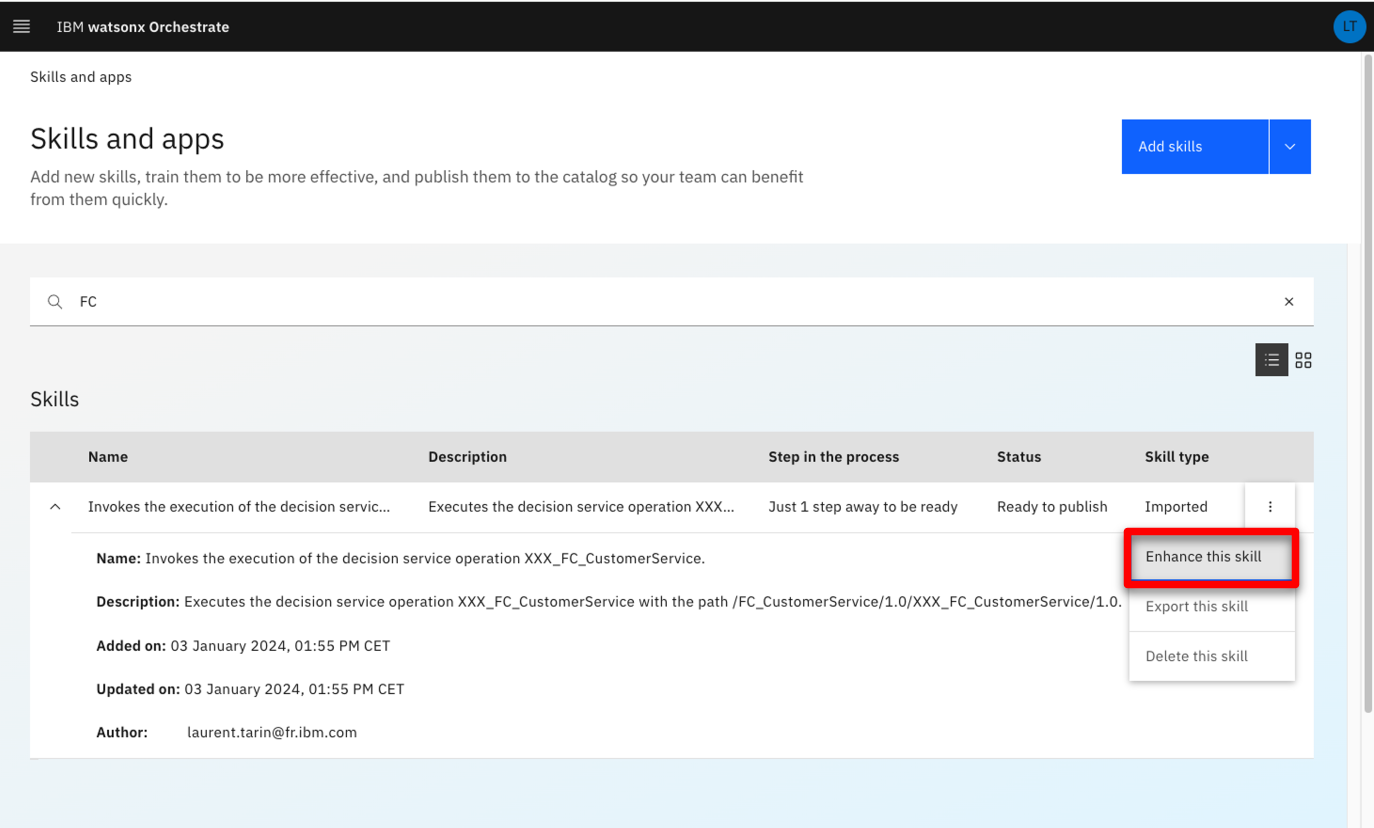 IBM watsonx Orchestrate
LT
Skills and apps
Skills and apps
Add new skills, train them to be more effective, and publish them to the catalog so your team can benefit
from them quickly.
Add skills
FC
Skills
Name Description Step in the process Status Skill type
Invokes the execution of the decision servic... Executes the decision service operation XXX... Just 1 step away to be ready Ready to publish Imported
Name: Invokes the execution of the decision service operation XXX_FC_CustomerService.
Enhance this skill
Description: Executes the decision service operation XXX_FC_CustomerService with the path /FC_CustomerService/1.0/XXX_FC_CustomerService/1.0.
Export this skill
Added on: 03 January 2024, 01:55 PM CET
Delete this skill
Updated on: 03 January 2024, 01:55 PM CET
Author: laurent.tarin@fr.ibm.com